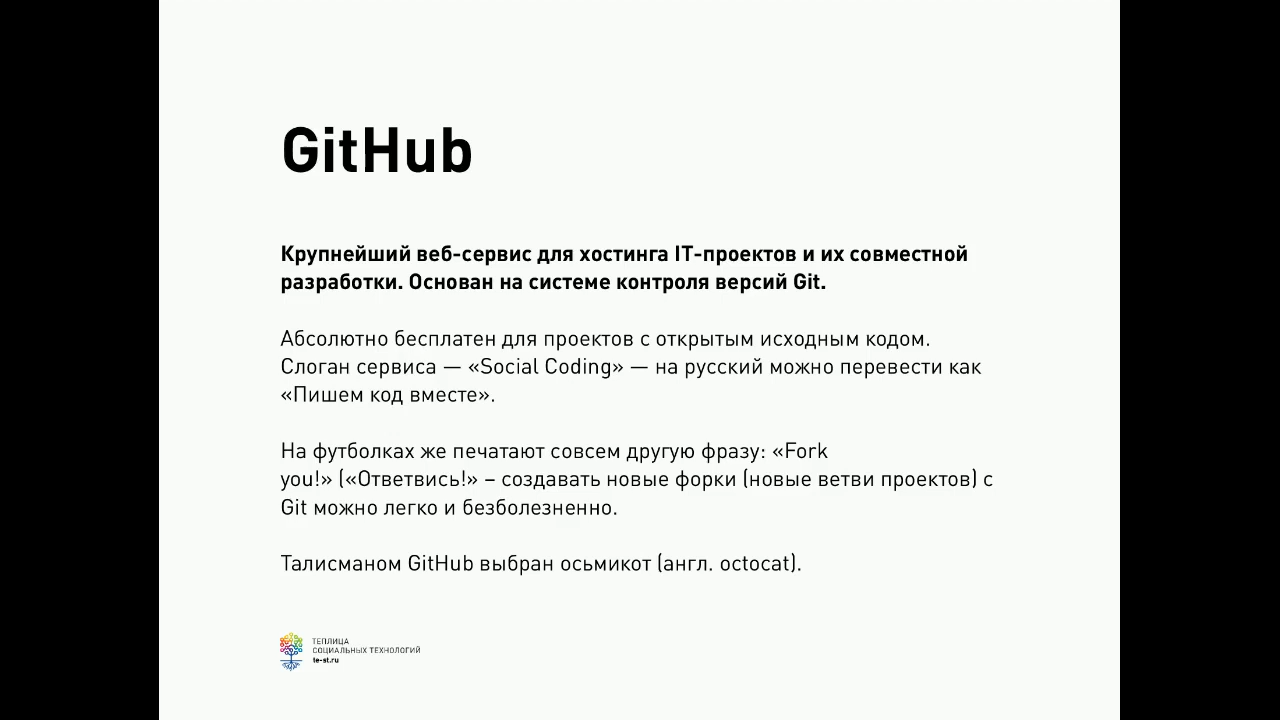 GitHub
Крупнейший веб-сервис для хостинга IT-проектов и их совместной
разработки. Основан на системе контроля версий Git.
Абсолютно бесплатен для проектов с открытым исходным кодом.
Слоган сервиса — «Social Coding» — на русский можно перевести как
«Пишем код вместе».
На футболках же печатают совсем другую фразу: «Fork
you!» («Ответвись!» – создавать новые форки (новые ветви проектов) с
Git можно легко и безболезненно.
Талисманом GitHub выбран осьмикот (англ. octocat).
ТЕПЛИЦА
СОЦИАЛЬНЫХ ТЕХНОЛОГИЙ
te-st.ru